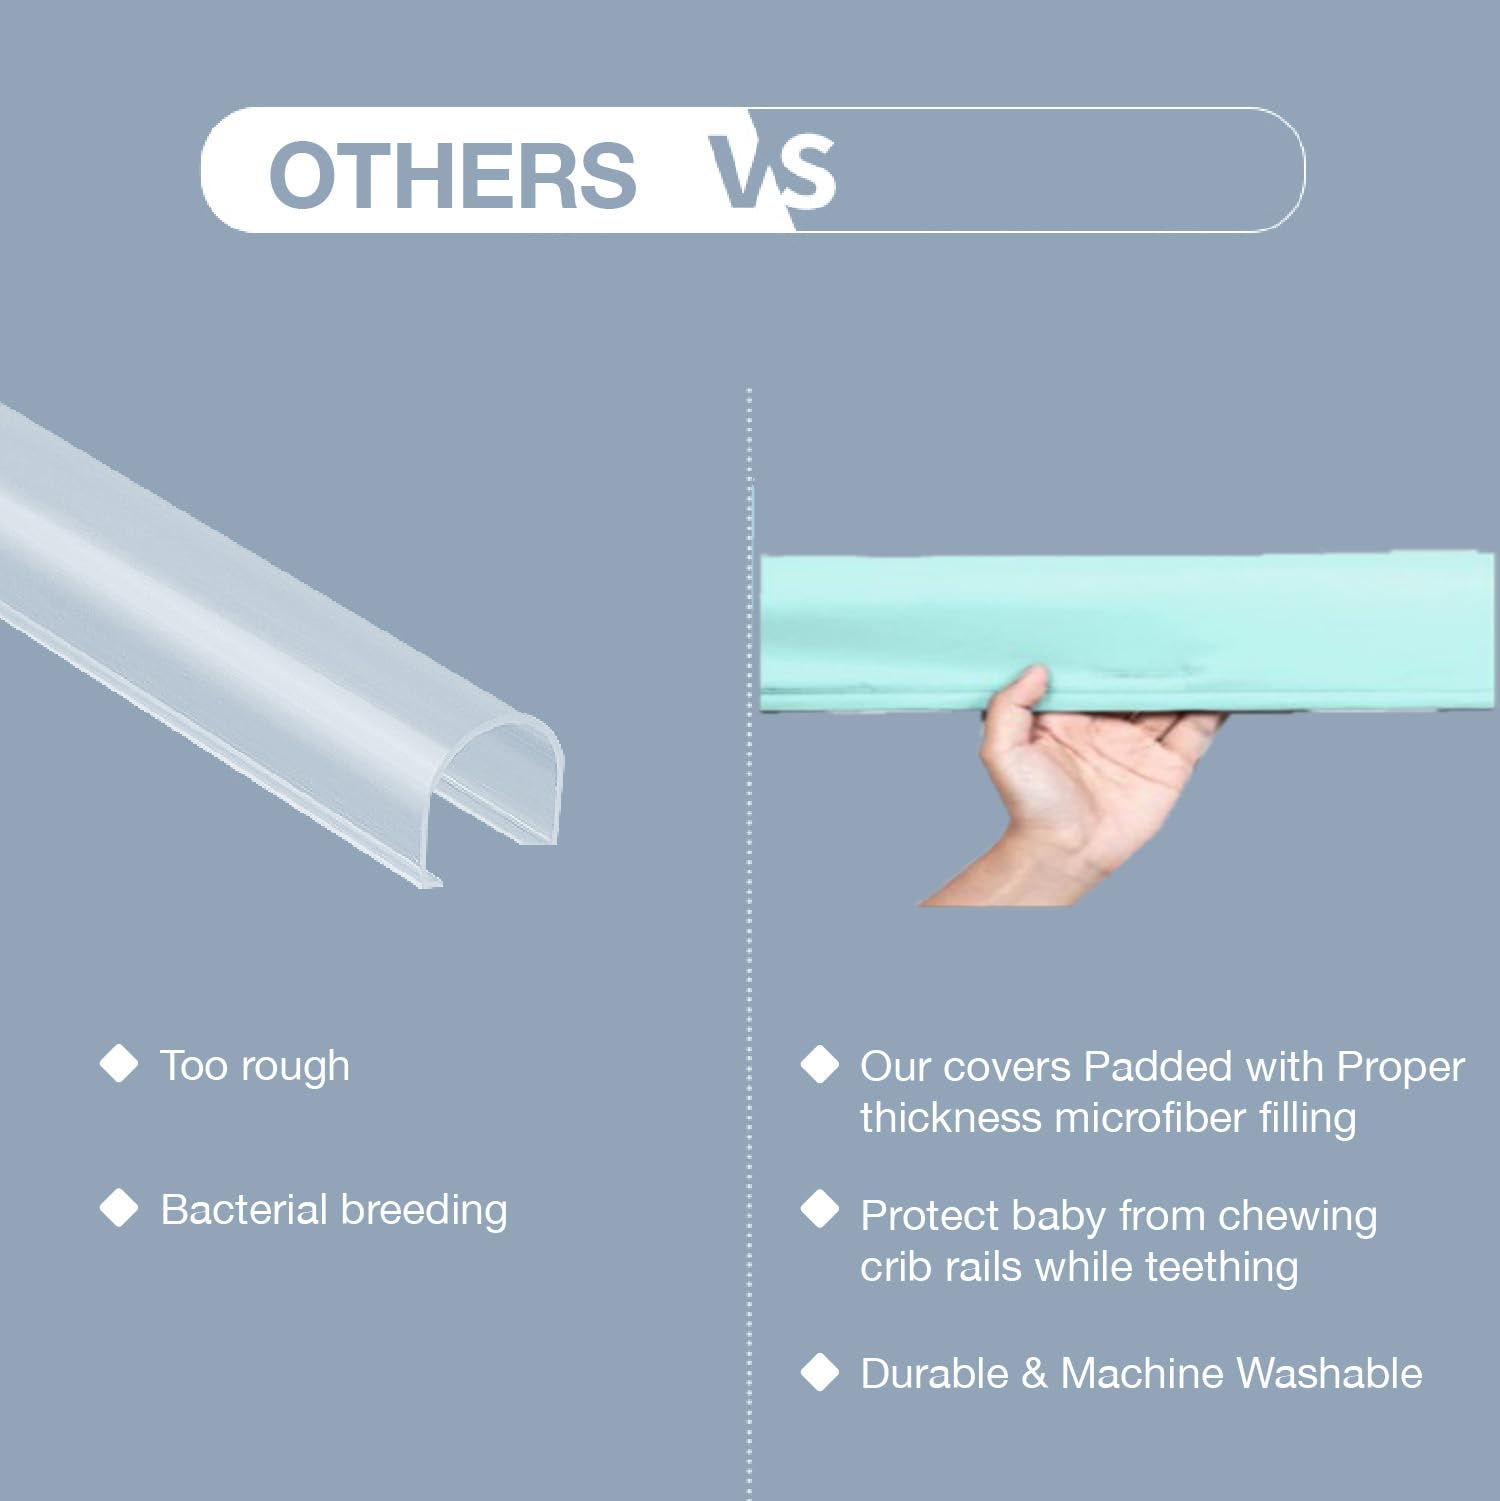 OTHERS VS
Too rough
Bacterial breeding
Our covers Padded with Proper
thickness microfiber filling
Protect baby from chewing
crib rails while teething
Durable & Machine Washable